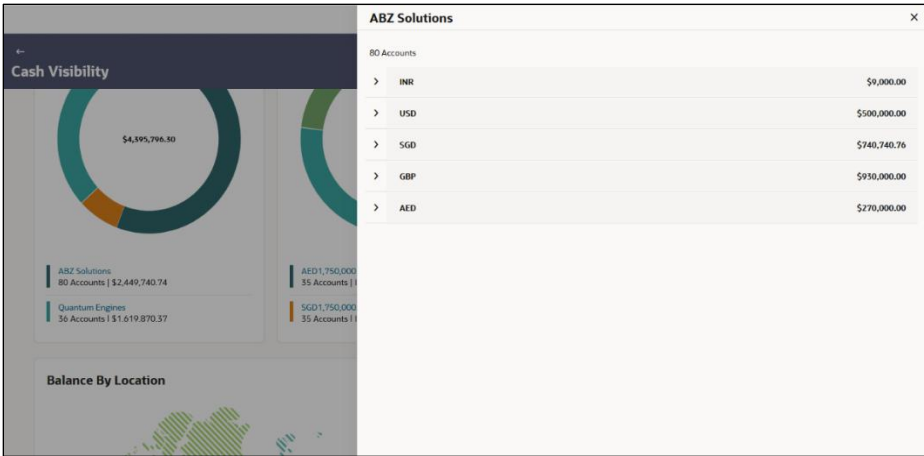 ←
Cash Visibility
$4,395,796.30
ABZ Solutions
80 Accounts | $2,449,740.74
Quantum Engines
36 Accounts | $1,619,870.37
AED1,750,000
35 Accounts |
SGD1,750,000
35 Accounts |
Balance By Location
ABZ Solutions
80 Accounts
INR $9,000.00
USD $500,000.00
SGD $740,740.76
GBP $930,000.00
AED $270,000.00